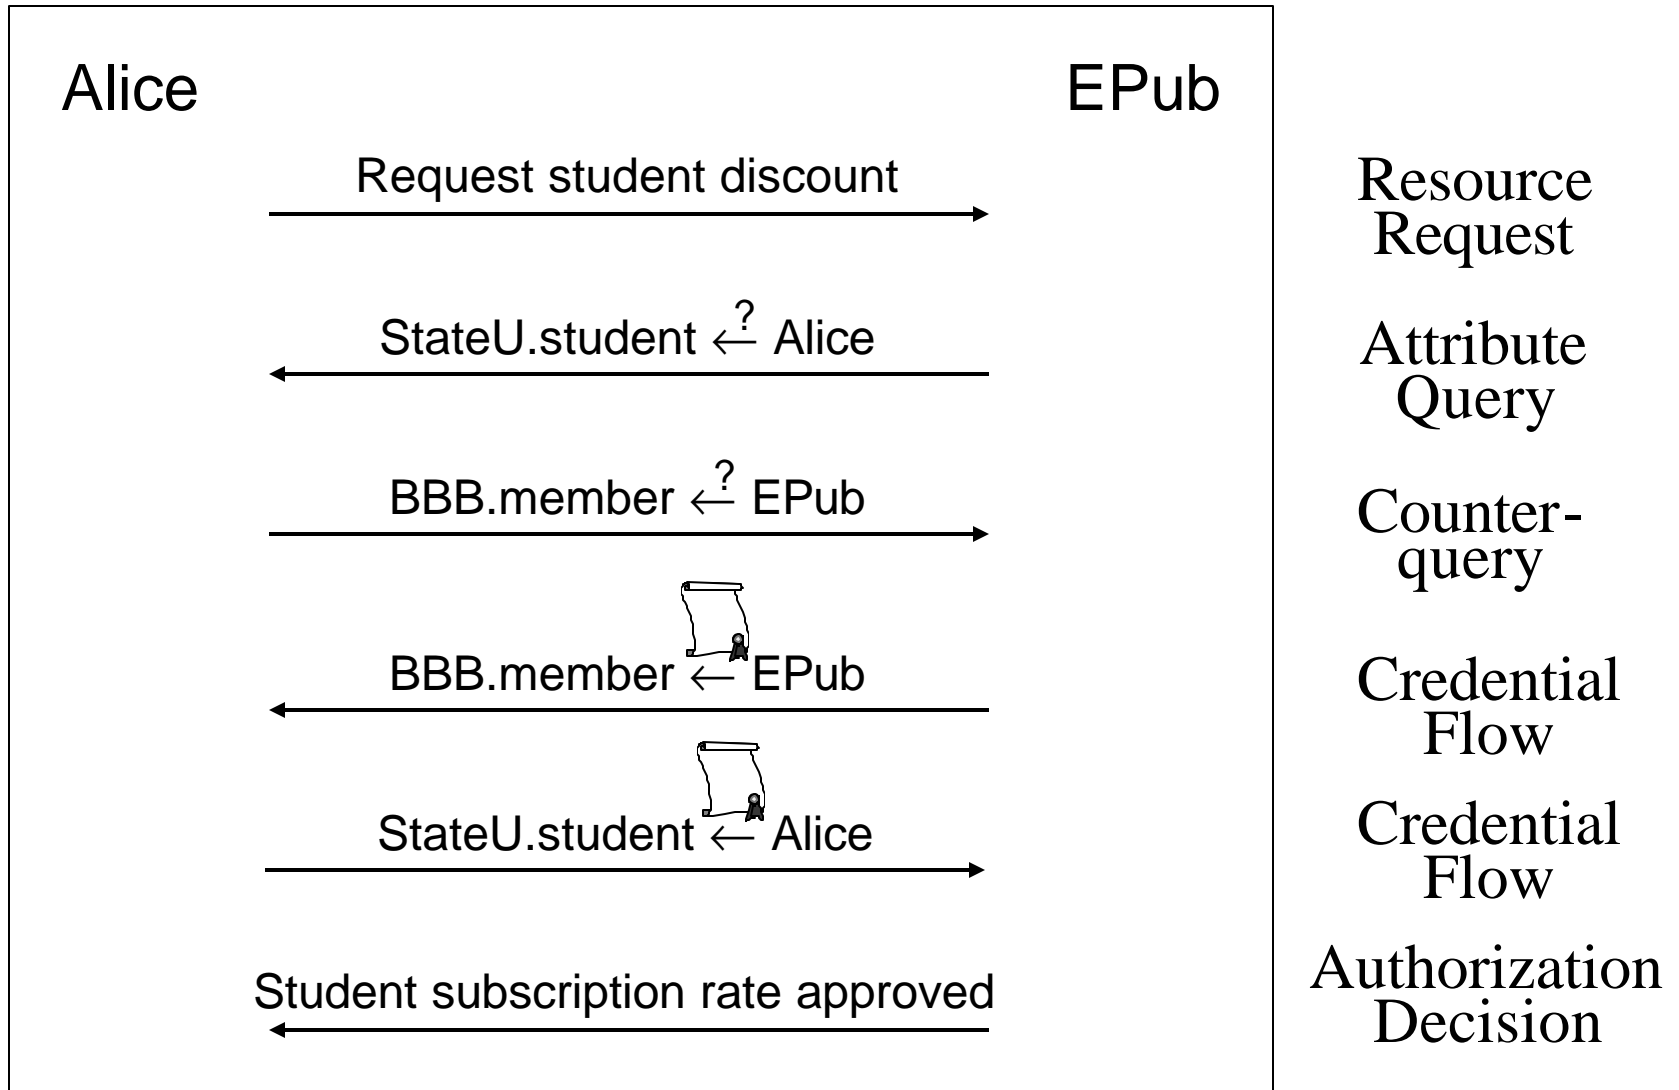 Alice EPub
Request student discount
Resource
Request
?
StateU.student ← Alice
Attribute
Query
?
BBB.member ← EPub
Counter-
query
BBB.member ← EPub
Credential
Flow
StateU.student ← Alice
Credential
Flow
Student subscription rate approved
Authorization
Decision